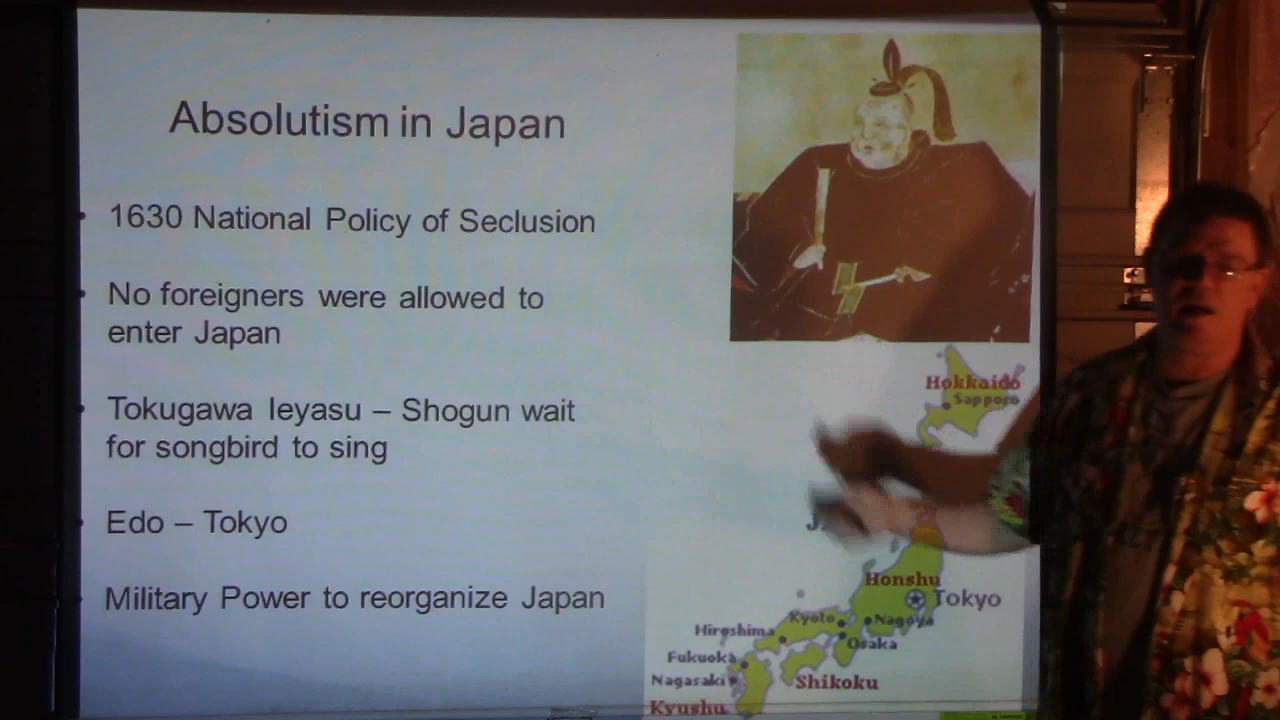 Absolutism in Japan
1630 National Policy of Seclusion
No foreigners were allowed to
enter Japan
Tokugawa Ieyasu – Shogun wait
for songbird to sing
Edo – Tokyo
Military Power to reorganize Japan
Hokkaido
Sapporo
Honshu
Tokyo
Kyoto
Nagoya
Hiroshima
Osaka
Fukuoka
Nagasaki
Shikoku
Kyushu